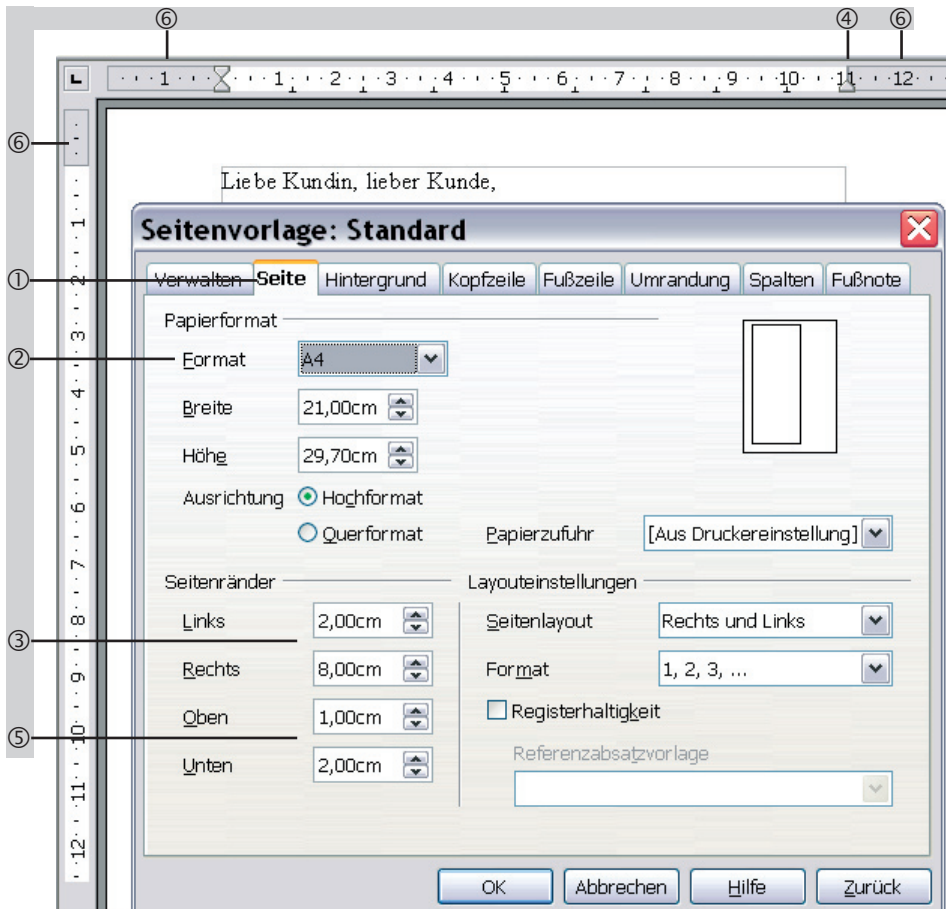 ⑥ ④ ⑥
1 1 2 3 4 5 6 7 8 9 10 11 12
⑥
Liebe Kundin, lieber Kunde,
1
Seitenvorlage: Standard
① 2
Verwalten Seite Hintergrund Kopfzeile Fußzeile Umrandung Spalten Fußnote
Papierformat
3
② Format A4
4
Breite 21,00cm
5
Höhe 29,70cm
Ausrichtung Hochformat
6
Querformat Papierzufuhr [Aus Druckereinstellung]
7
Seitenränder Layouteinstellungen
8
Links 2,00cm Seitenlayout Rechts und Links
③
Rechts 8,00cm Format 1, 2, 3, ...
9
Oben 1,00cm Registerhaltigkeit
⑤ 10
Referenzabsatzvorlage
Unten 2,00cm
11
12
OK Abbrechen Hilfe Zurück